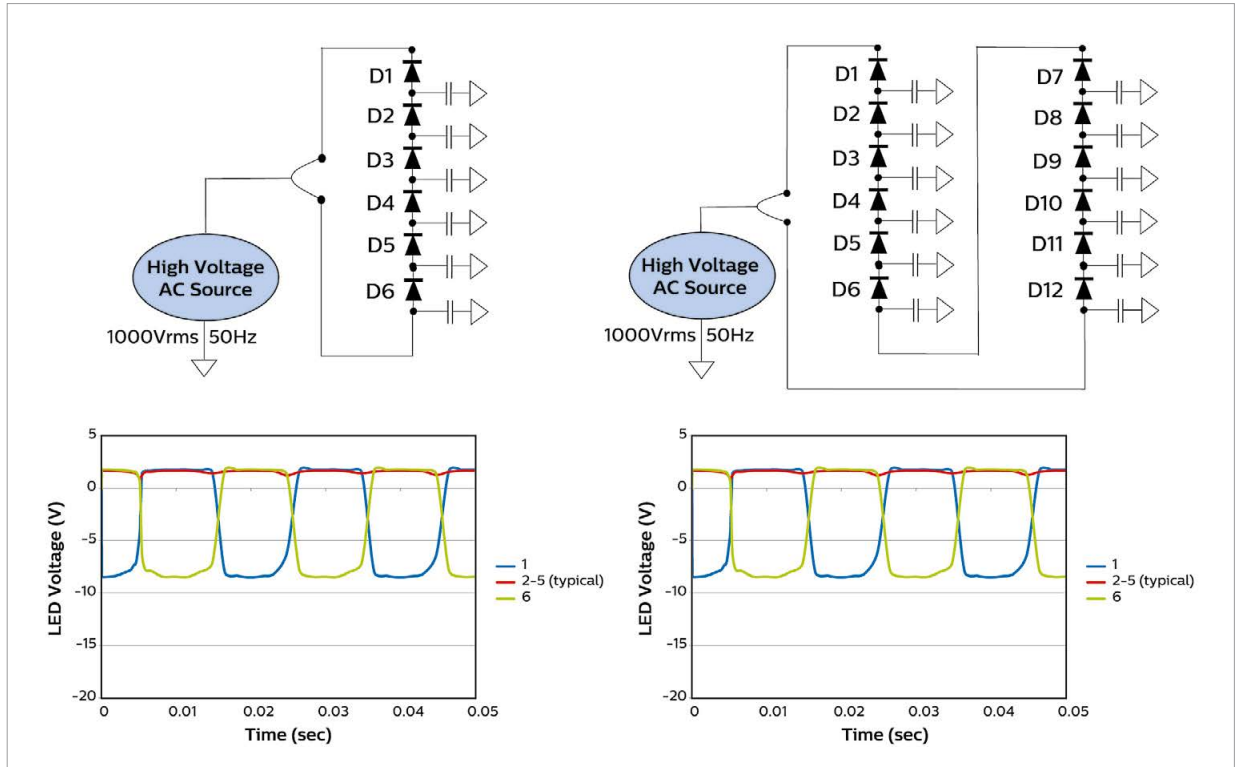 D1
D2
D3
D4
D5
D6
High Voltage
AC Source
1000Vrms 50Hz
D1
D2
D3
D4
D5
D6
D7
D8
D9
D10
D11
D12
High Voltage
AC Source
1000Vrms 50Hz
LED Voltage (V)
5
0
-5
-10
-15
-20
0 0.01 0.02 0.03 0.04 0.05
Time (sec)
1
2-5 (typical)
6
LED Voltage (V)
5
0
-5
-10
-15
-20
0 0.01 0.02 0.03 0.04 0.05
Time (sec)
1
2-5 (typical)
6